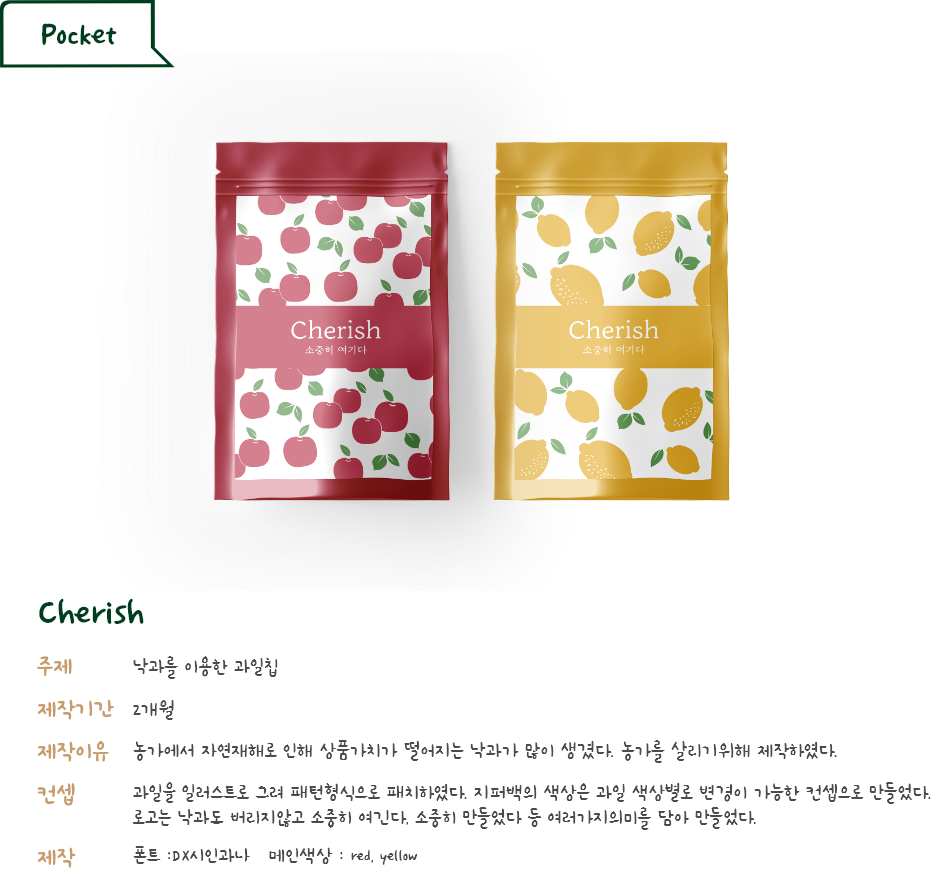 Pocket
Cherish
소중히 여기다
Cherish
소중히 여기다
Cherish
주제 낙과를 이용한 과일칩
제작기간 2개월
제작이유 농가에서 자연재해로 인해 상품가치가 떨어지는 낙과가 많이 생겼다. 농가를 살리기위해 제작하였다.
컨셉 과일을 일러스트로 그려 패턴형식으로 패치하였다. 지퍼백의 색상은 과일 색상별로 변경이 가능한 컨셉으로 만들었다.
로고는 낙과도 버리지않고 소중히 여긴다, 소중히 만들었다 등 여러가지의미를 담아 만들었다.
제작 폰트 :DX시인과나 메인색상 : red, yellow